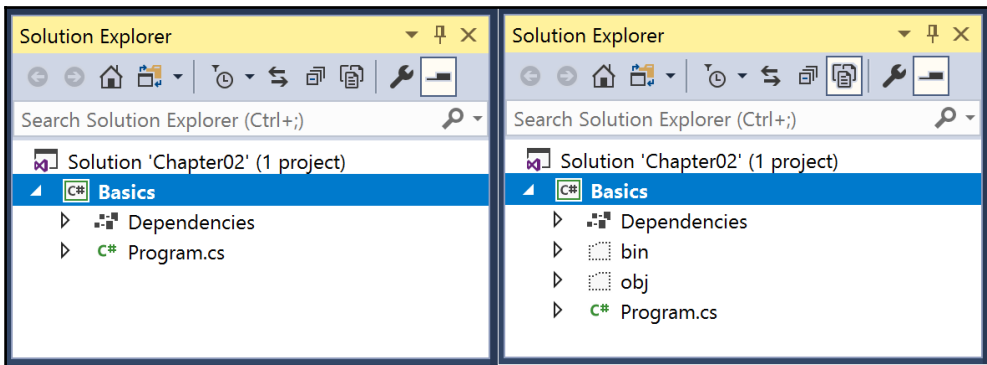 Solution Explorer
Search Solution Explorer (Ctrl+;)
Solution 'Chapter02' (1 project)
C# Basics
Dependencies
C# Program.cs
Solution Explorer
Search Solution Explorer (Ctrl+;)
Solution 'Chapter02' (1 project)
C# Basics
Dependencies
bin
obj
C# Program.cs